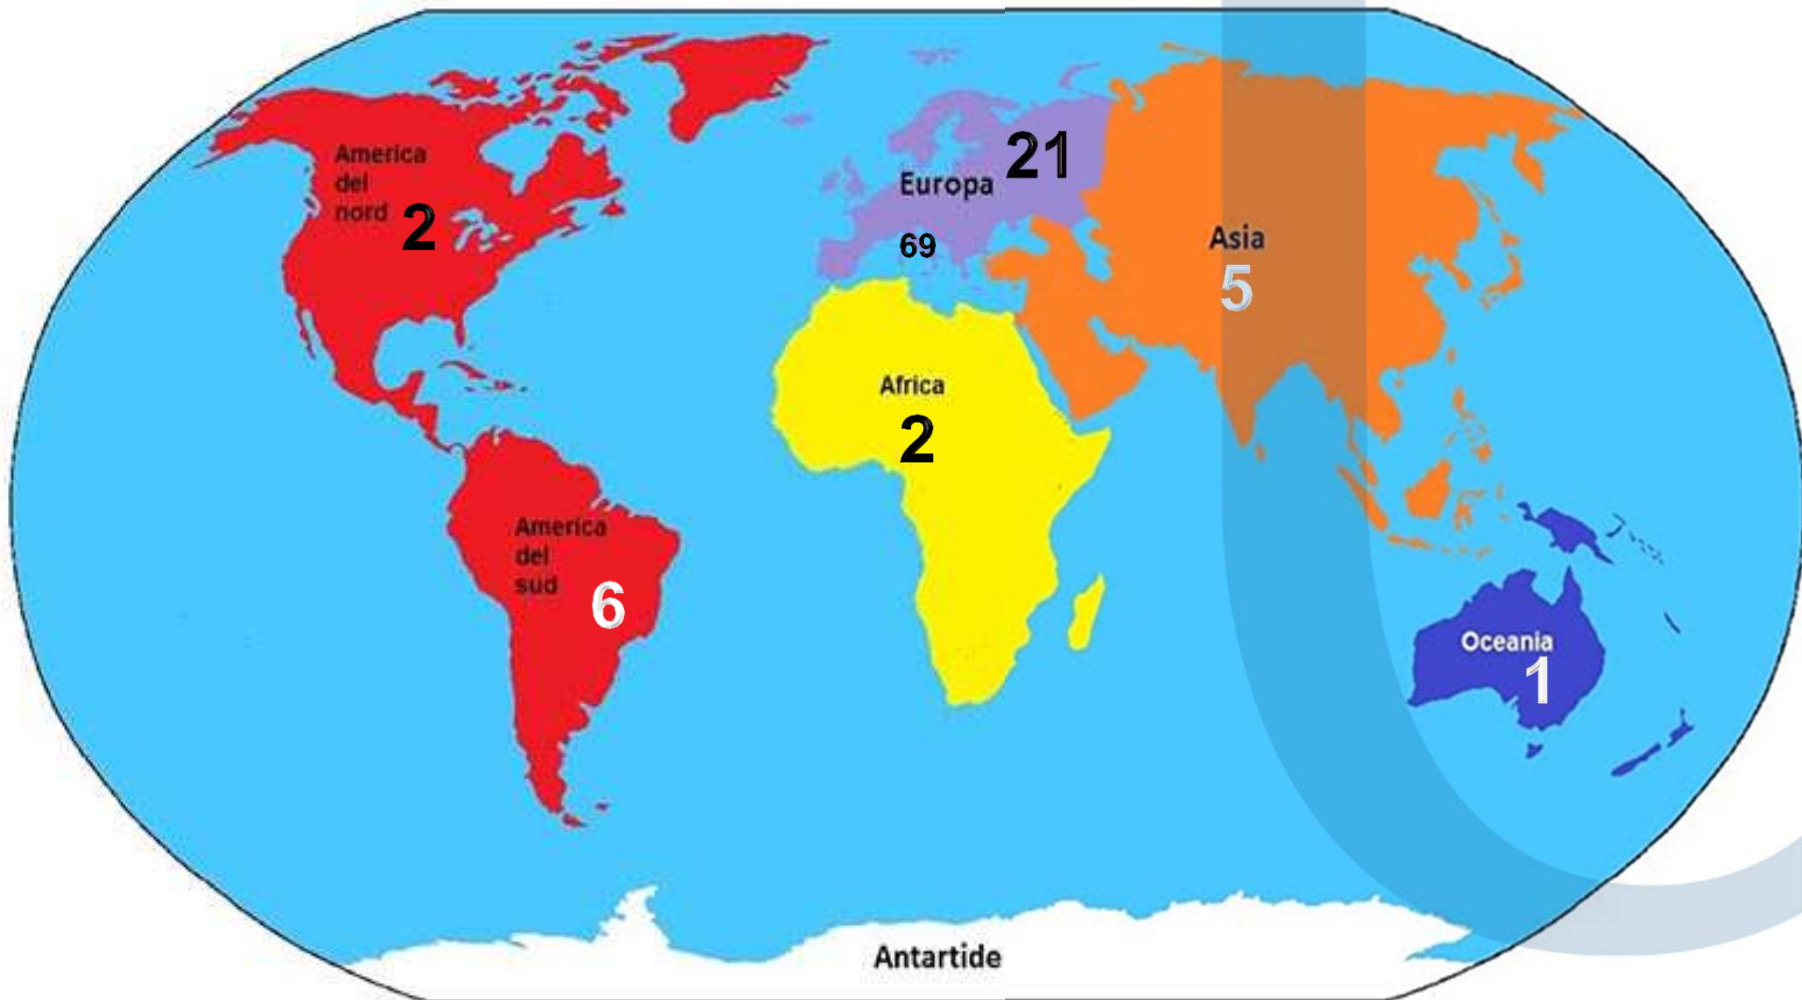 America
del
nord
2
Europa
21
69
Asia
5
Africa
2
America
del
sud
6
Oceania
1
Antartide